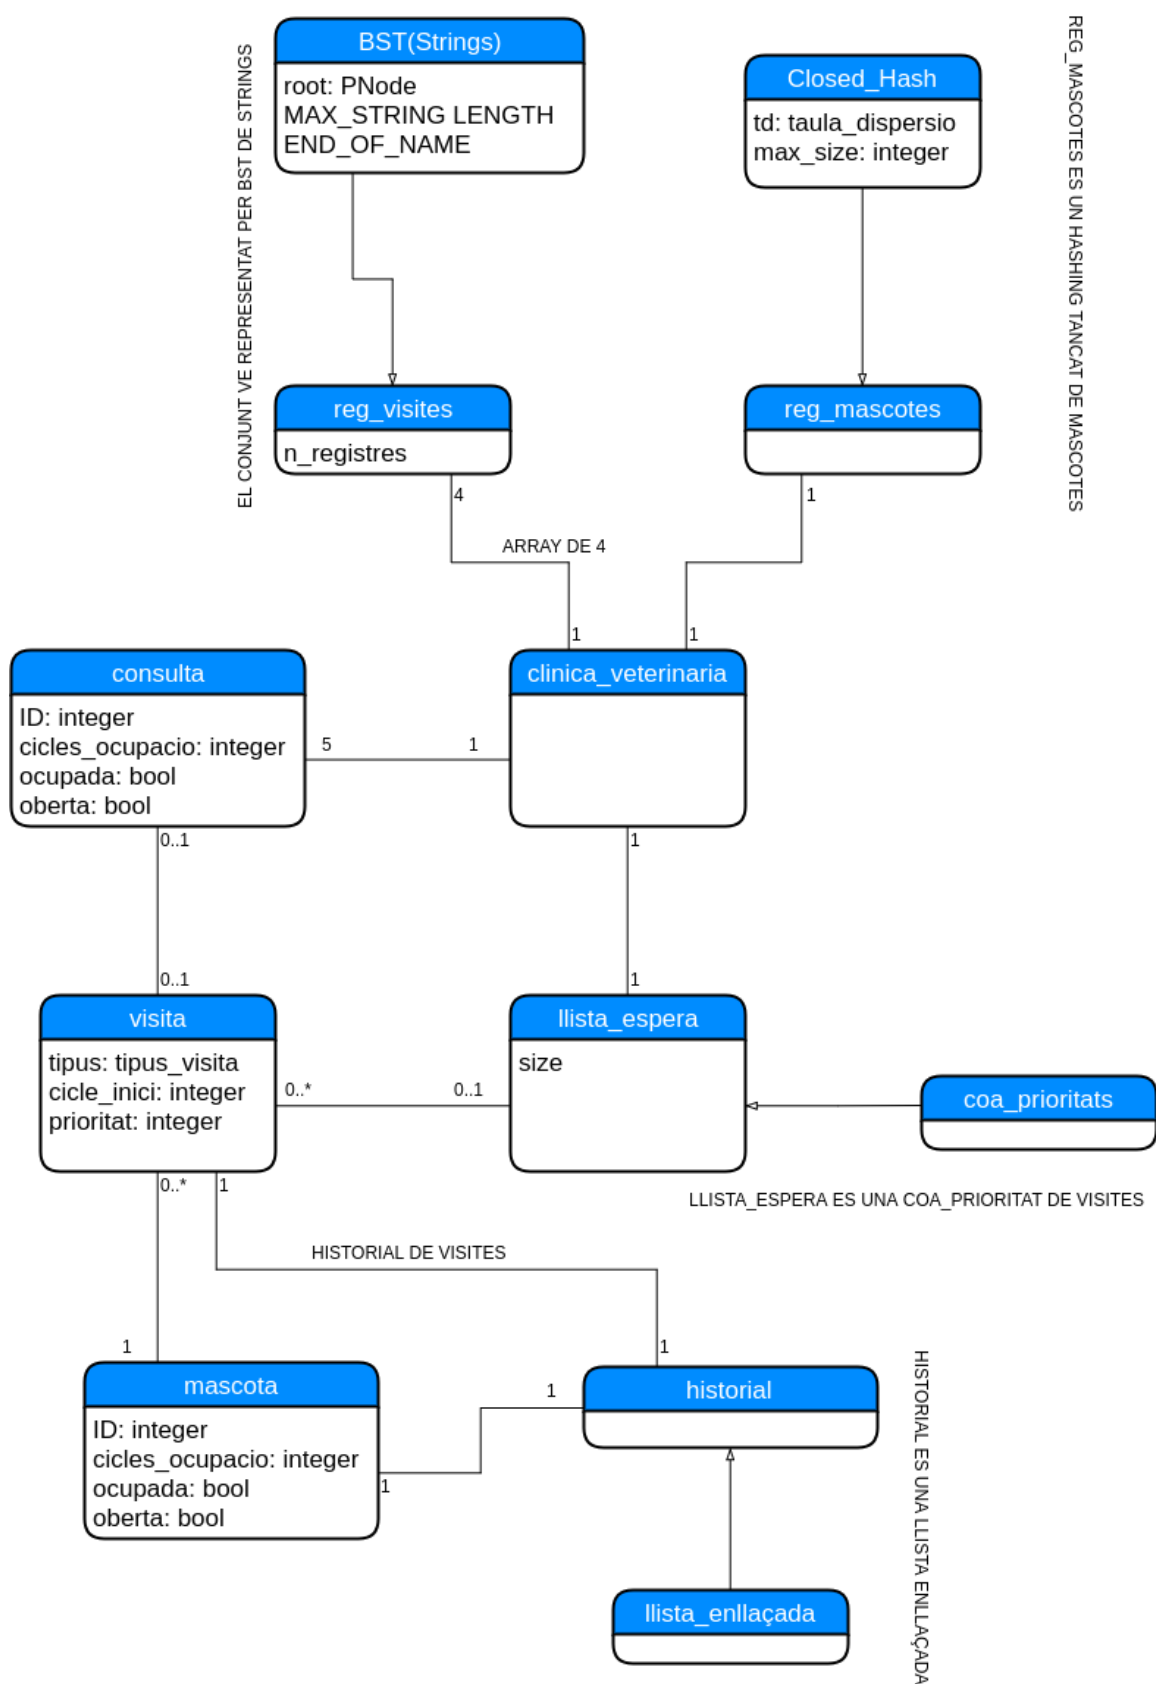 BST(Strings)
root: PNode
MAX_STRING LENGTH
END_OF_NAME
EL CONJUNT VE REPRESENTAT PER BST DE STRINGS
Closed_Hash
td: taula_dispersio
max_size: integer
REG_MASCOTES ES UN HASHING TANCAT DE MASCOTES
reg_visites
n_registres
reg_mascotes
4
1
ARRAY DE 4
1
1
consulta
ID: integer
cicles_ocupacio: integer
ocupada: bool
oberta: bool
clinica_veterinaria
5
1
0..1
1
0..1
1
visita
tipus: tipus_visita
cicle_inici: integer
prioritat: integer
llista_espera
size
0..*
0..1
coa_prioritats
LLISTA_ESPERA ES UNA COA_PRIORITAT DE VISITES
0..*
1
HISTORIAL DE VISITES
1
1
mascota
ID: integer
cicles_ocupacio: integer
ocupada: bool
oberta: bool
1
1
historial
HISTORIAL ES UNA LLISTA ENLLAÇADA
llista_enllaçada